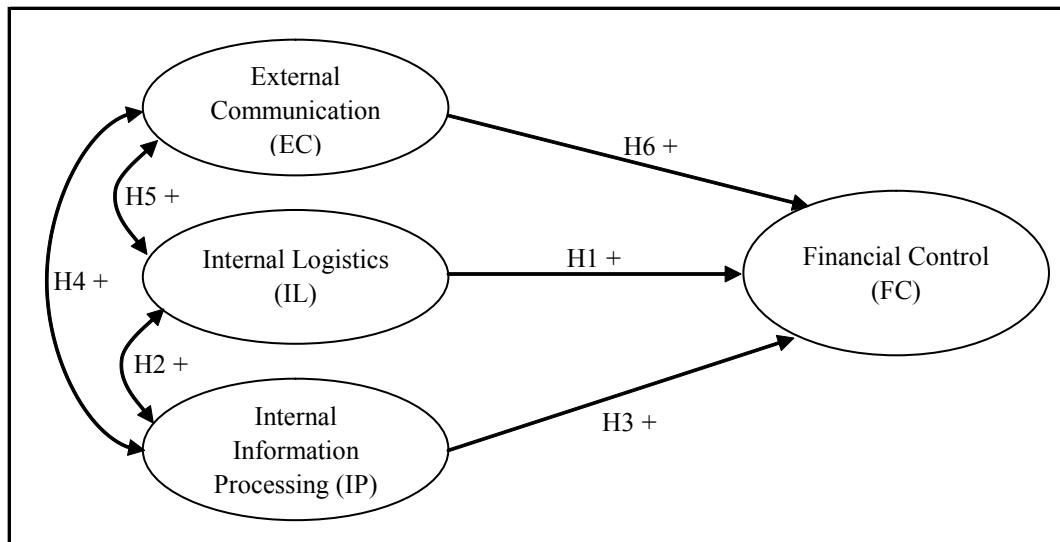 External
Communication
(EC)
H6 +
H5 +
Internal Logistics
(IL)
H1 +
Financial Control
(FC)
H4 +
H2 +
Internal
Information
Processing (IP)
H3 +